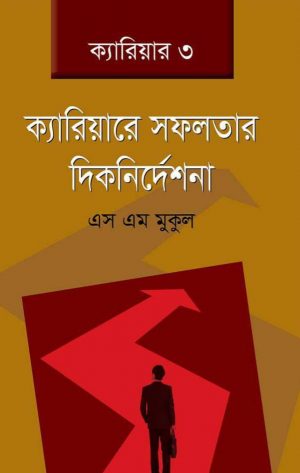 ক্যারিয়ার ৩
ক্যারিয়ারে সফলতার
দিকনির্দেশনা
এস এম মুকুল